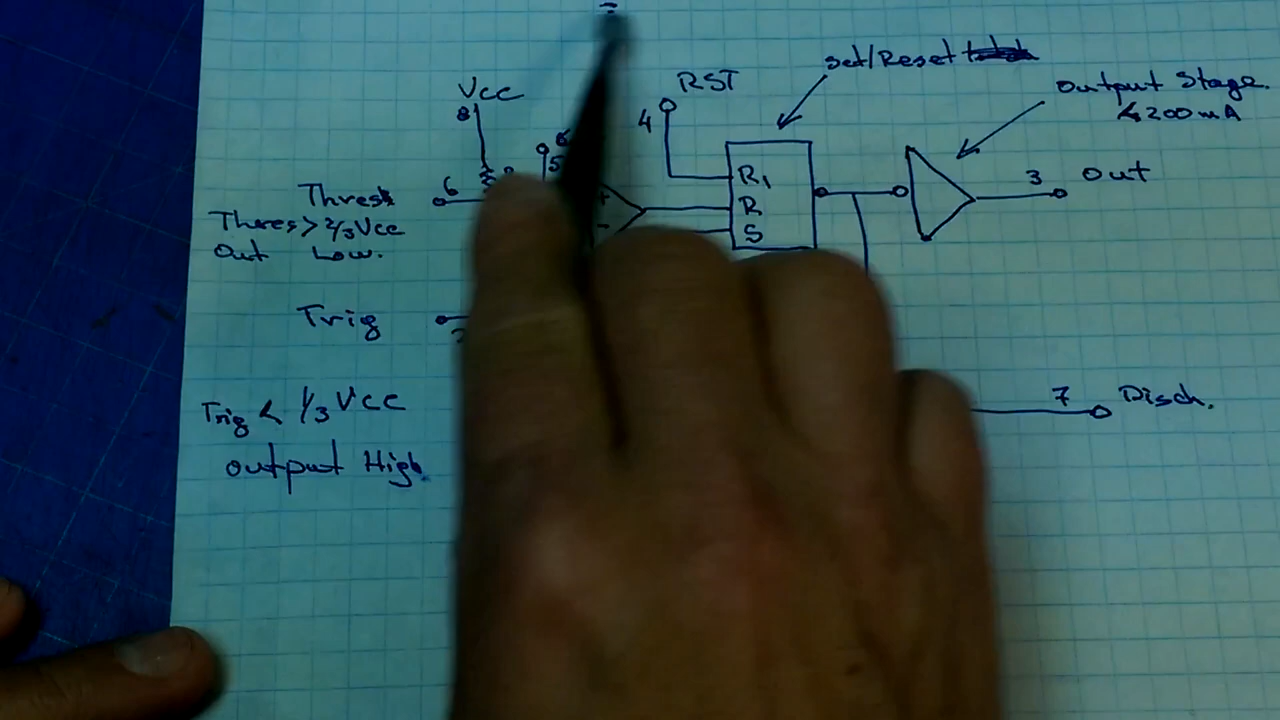 set/Reset
RST
Output Stage.
<200mA
Vcc
8
4
6
5
R
R1
6
Thres
3
Out
R
Thres>2/3Vcc
S
Out Low.
Trig
7
Disch.
Trig < 1/3 VCC
output High.